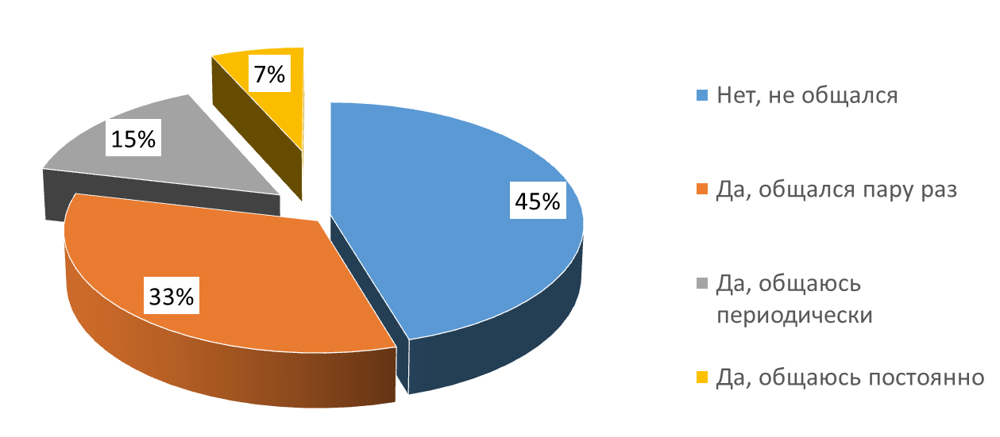 7%
15%
45%
33%
Нет, не общался
Да, общался пару раз
Да, общаюсь
периодически
Да, общаюсь постоянно